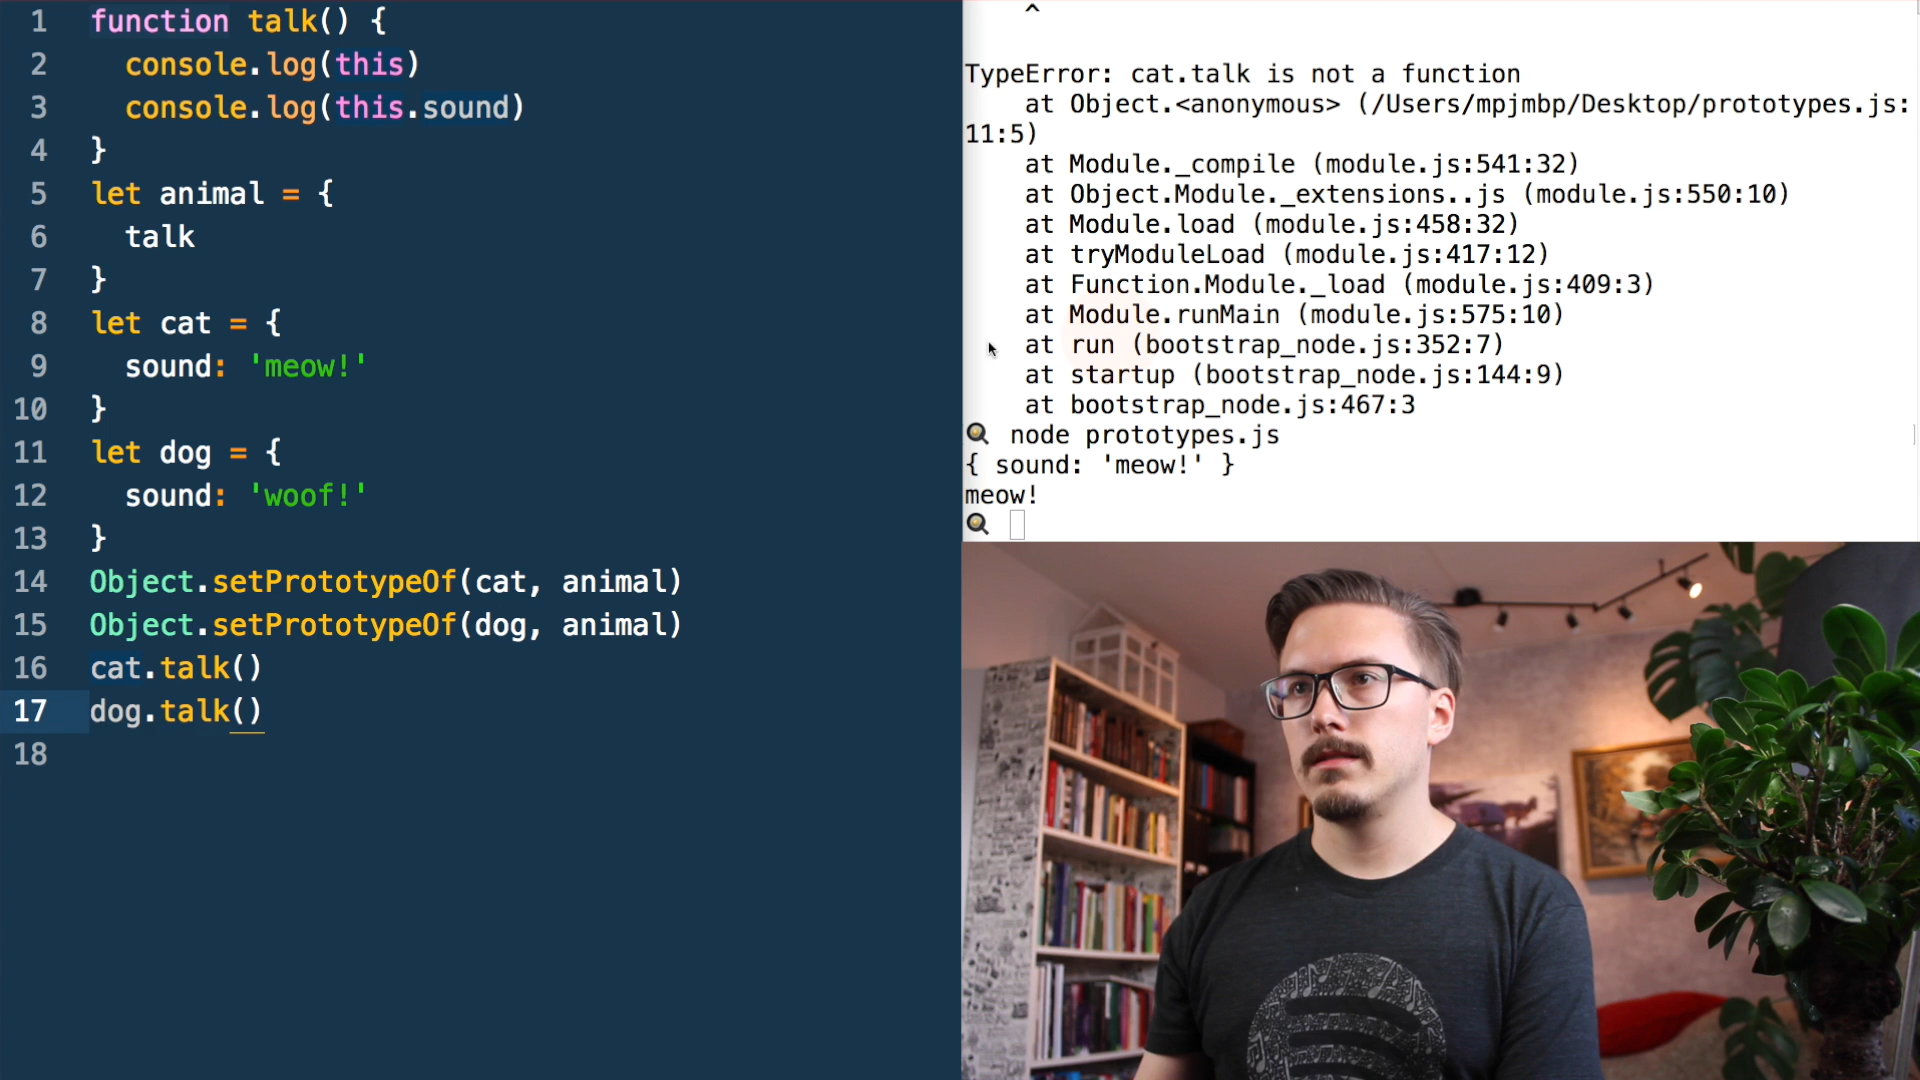 1 function talk() {
2 console.log(this)
3 console.log(this.sound)
4 }
5 let animal = {
6 talk
7 }
8 let cat = {
9 sound: 'meow!'
10 }
11 let dog = {
12 sound: 'woof!'
13 }
14 Object.setPrototypeOf(cat, animal)
15 Object.setPrototypeOf(dog, animal)
16 cat.talk()
17 dog.talk()
18
^
TypeError: cat.talk is not a function
at Object.<anonymous> (/Users/mpjmbp/Desktop/prototypes.js:
11:5)
at Module._compile (module.js:541:32)
at Object.Module._extensions..js (module.js:550:10)
at Module.load (module.js:458:32)
at tryModuleLoad (module.js:417:12)
at Function.Module._load (module.js:409:3)
at Module.runMain (module.js:575:10)
at run (bootstrap_node.js:352:7)
at startup (bootstrap_node.js:144:9)
at bootstrap_node.js:467:3
node prototypes.js
{ sound: 'meow!' }
meow!